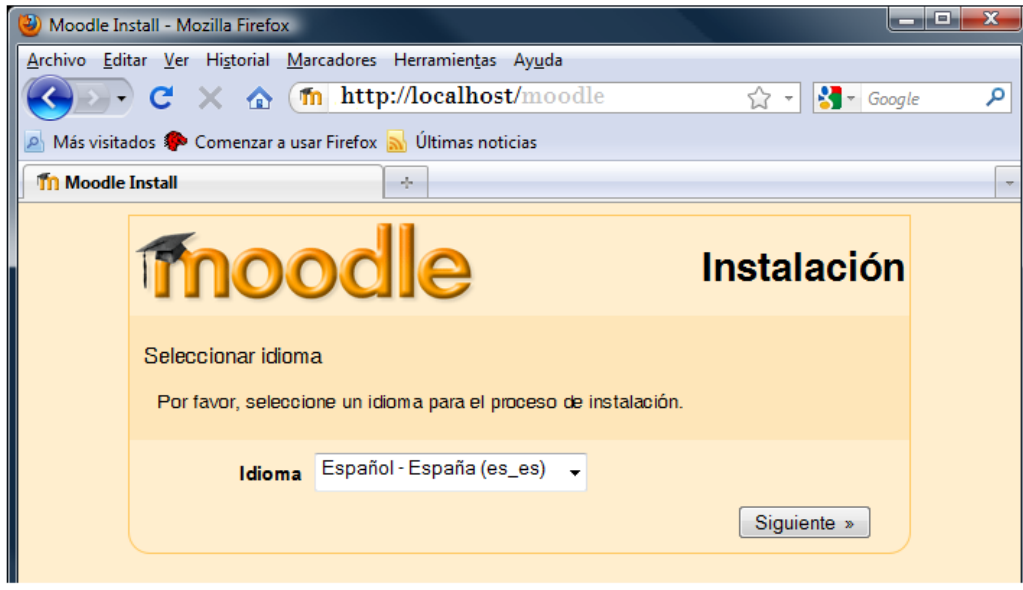 Moodle Install - Mozilla Firefox
Archivo Editar Ver Historial Marcadores Herramientas Ayuda
http://localhost/moodle Google
Más visitados Comenzar a usar Firefox Últimas noticias
Moodle Install
moodle Instalación
Seleccionar idioma
Por favor, seleccione un idioma para el proceso de instalación.
Idioma Español - España (es_es)
Siguiente »